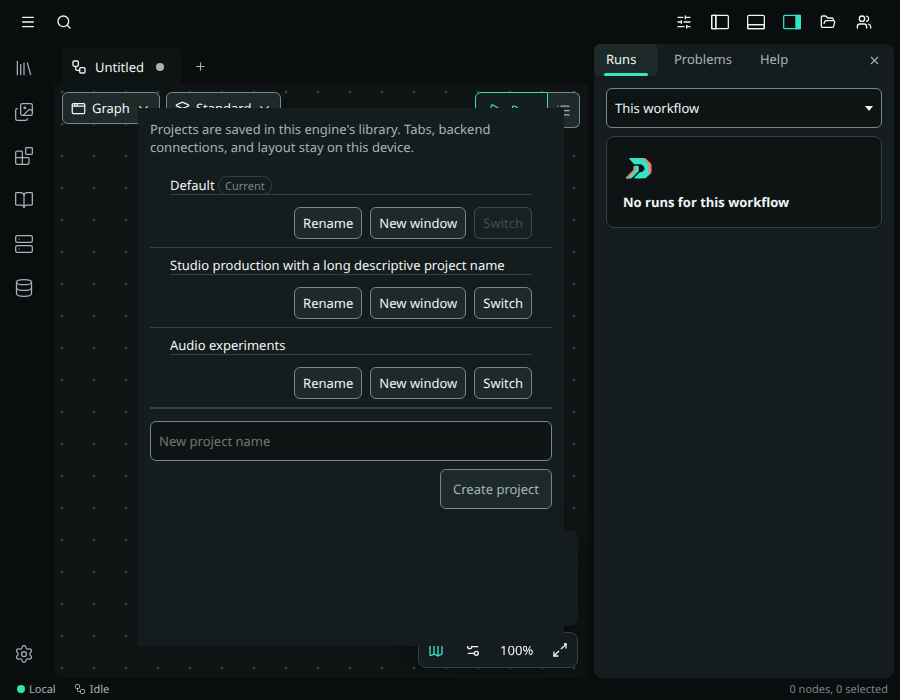 Untitled
Runs
Problems
Help
Graph
Standard
This workflow
No runs for this workflow
Projects are saved in this engine's library. Tabs, backend
connections, and layout stay on this device.
Default
Current
Rename
New window
Switch
Studio production with a long descriptive project name
Rename
New window
Switch
Audio experiments
Rename
New window
Switch
New project name
Create project
100%
Local
Idle
0 nodes, 0 selected